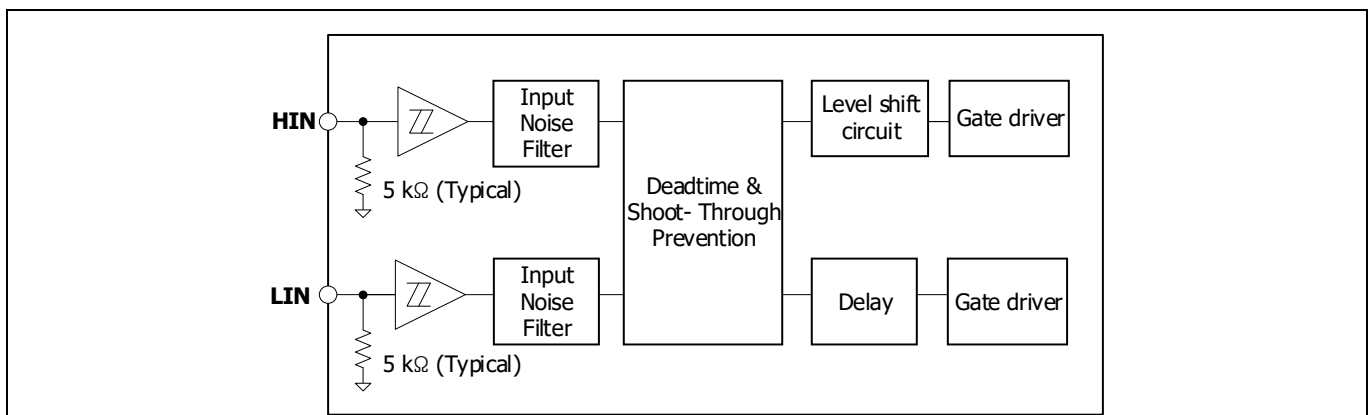 HIN
5 kΩ (Typical)
Input
Noise
Filter
Deadtime &
Shoot- Through
Prevention
Level shift
circuit
Gate driver
LIN
5 kΩ (Typical)
Input
Noise
Filter
Delay
Gate driver